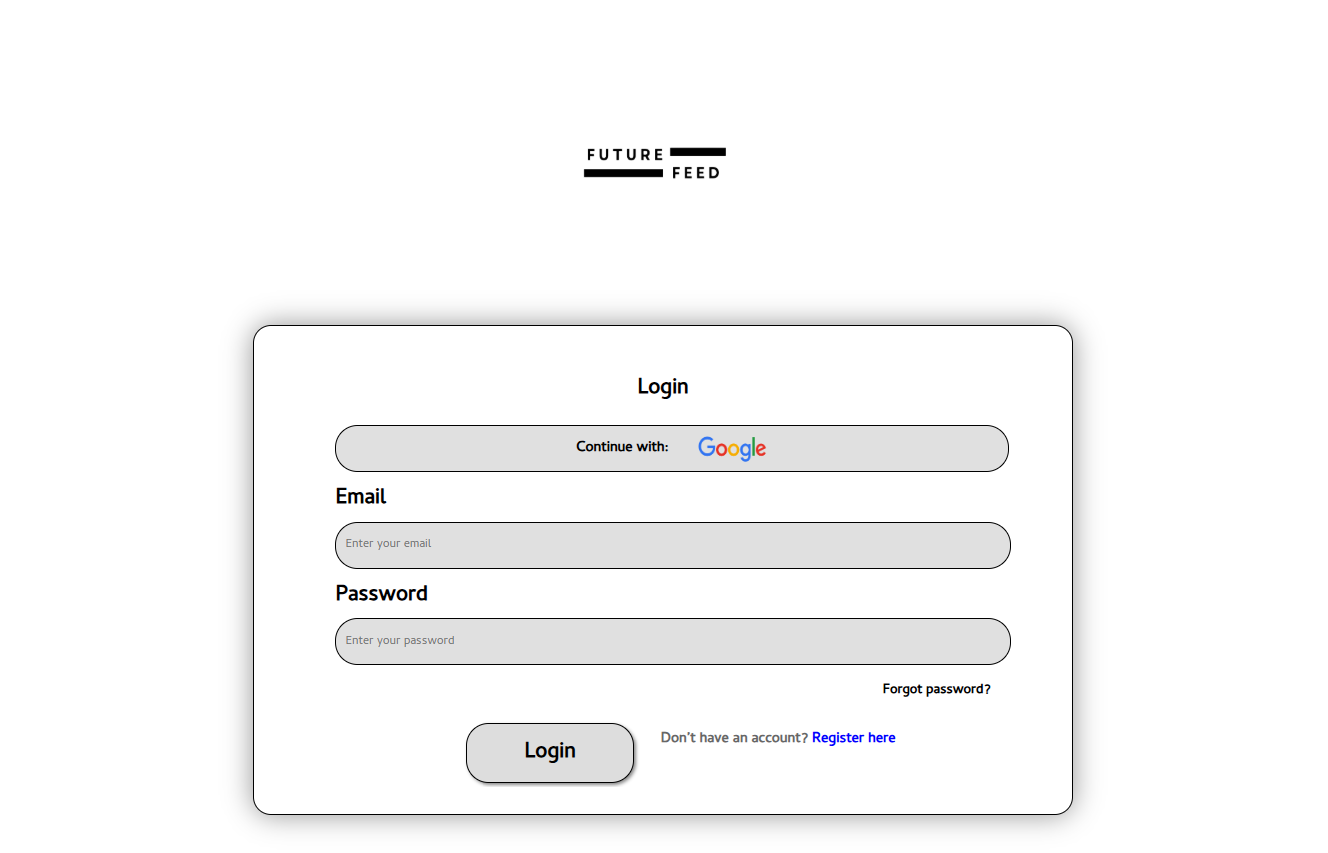 FUTURE
FEED
Login
Continue with: Google
Email
Enter your email
Password
Enter your password
Forgot password?
Login
Don't have an account? Register here